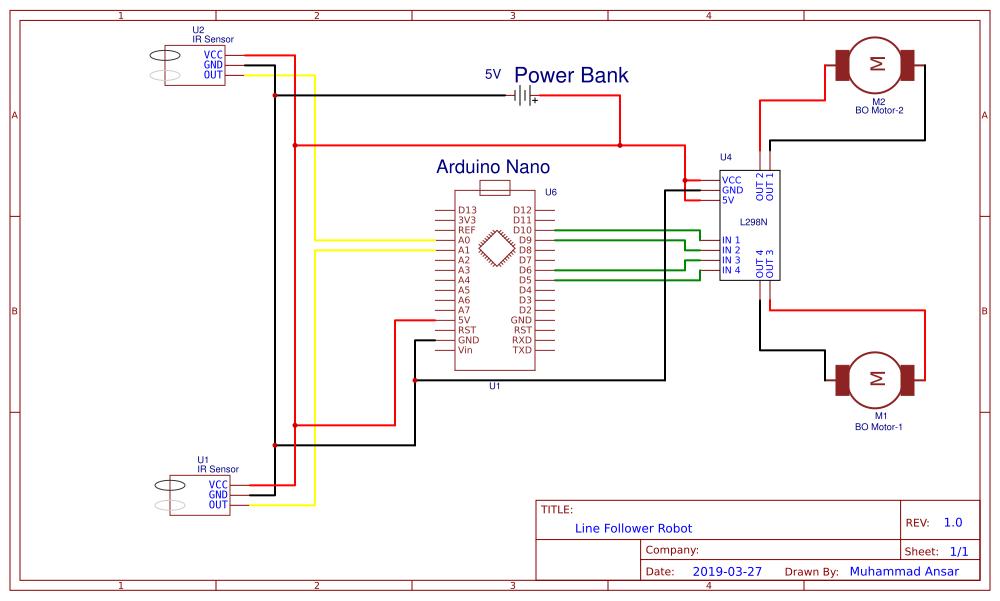 1 2 3 4
A
B
A
B
U2
IR Sensor
VCC
GND
OUT
5V Power Bank
+
Arduino Nano
U6
D13 D12
3V3 D11
REF D10
A0 D9
A1 D8
A2 D7
A3 D6
A4 D5
A5 D4
A6 D3
A7 D2
5V GND
RST RST
GND RXD
Vin TXD
U1
U4
VCC
GND
5V
OUT 2
OUT 1
L298N
IN 1
IN 2
IN 3
IN 4
OUT 4
OUT 3
M
M2
BO Motor-2
M
M1
BO Motor-1
U1
IR Sensor
VCC
GND
OUT
TITLE:
Line Follower Robot
REV: 1.0
Company:
Sheet: 1/1
Date: 2019-03-27 Drawn By: Muhammad Ansar
1 2 3 4